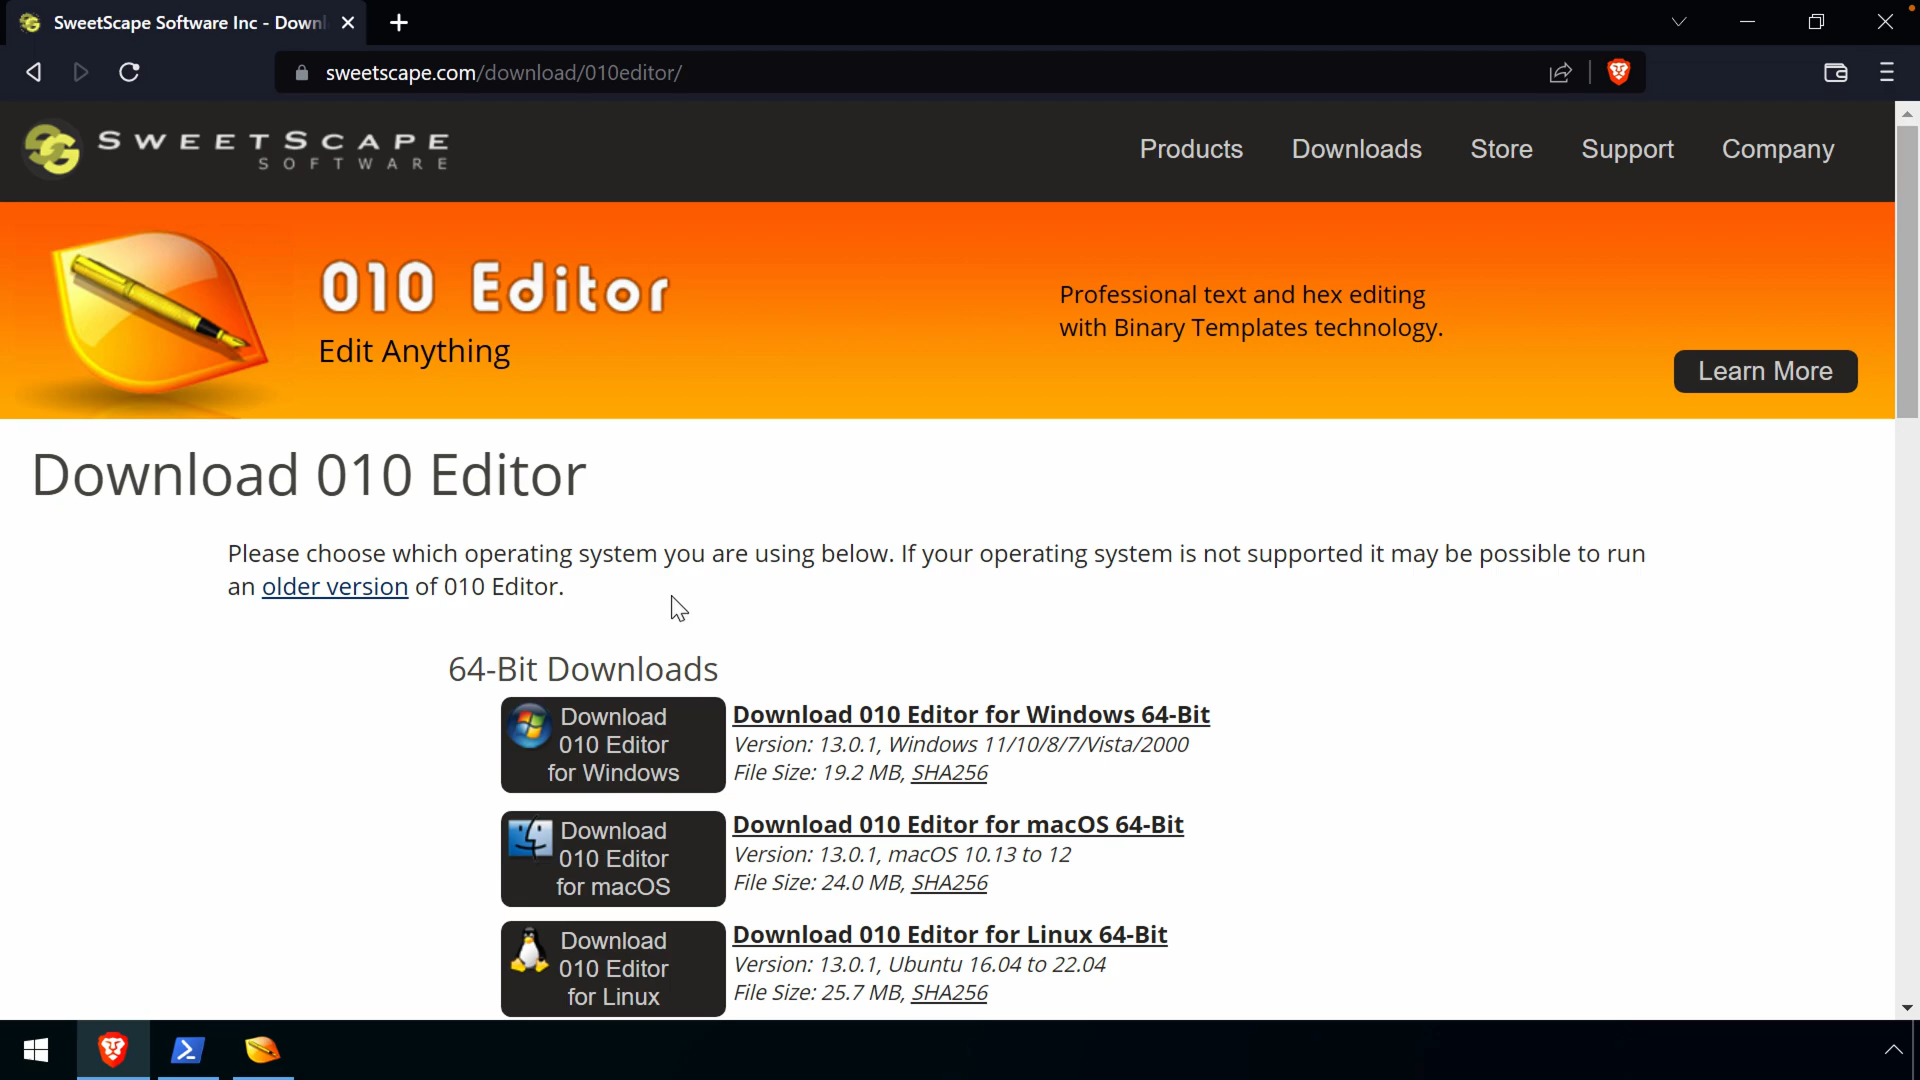 SweetScape Software Inc - Downl
sweetscape.com/download/010editor/
SWEETSCAPE
SOFTWARE
Products
Downloads
Store
Support
Company
010 Editor
Edit Anything
Professional text and hex editing
with Binary Templates technology.
Learn More
Download 010 Editor
Please choose which operating system you are using below. If your operating system is not supported it may be possible to run
an older version of 010 Editor.
64-Bit Downloads
Download
010 Editor
for Windows
Download 010 Editor for Windows 64-Bit
Version: 13.0.1, Windows 11/10/8/7/Vista/2000
File Size: 19.2 MB, SHA256
Download
010 Editor
for macOS
Download 010 Editor for macOS 64-Bit
Version: 13.0.1, macOS 10.13 to 12
File Size: 24.0 MB, SHA256
Download
010 Editor
for Linux
Download 010 Editor for Linux 64-Bit
Version: 13.0.1, Ubuntu 16.04 to 22.04
File Size: 25.7 MB, SHA256